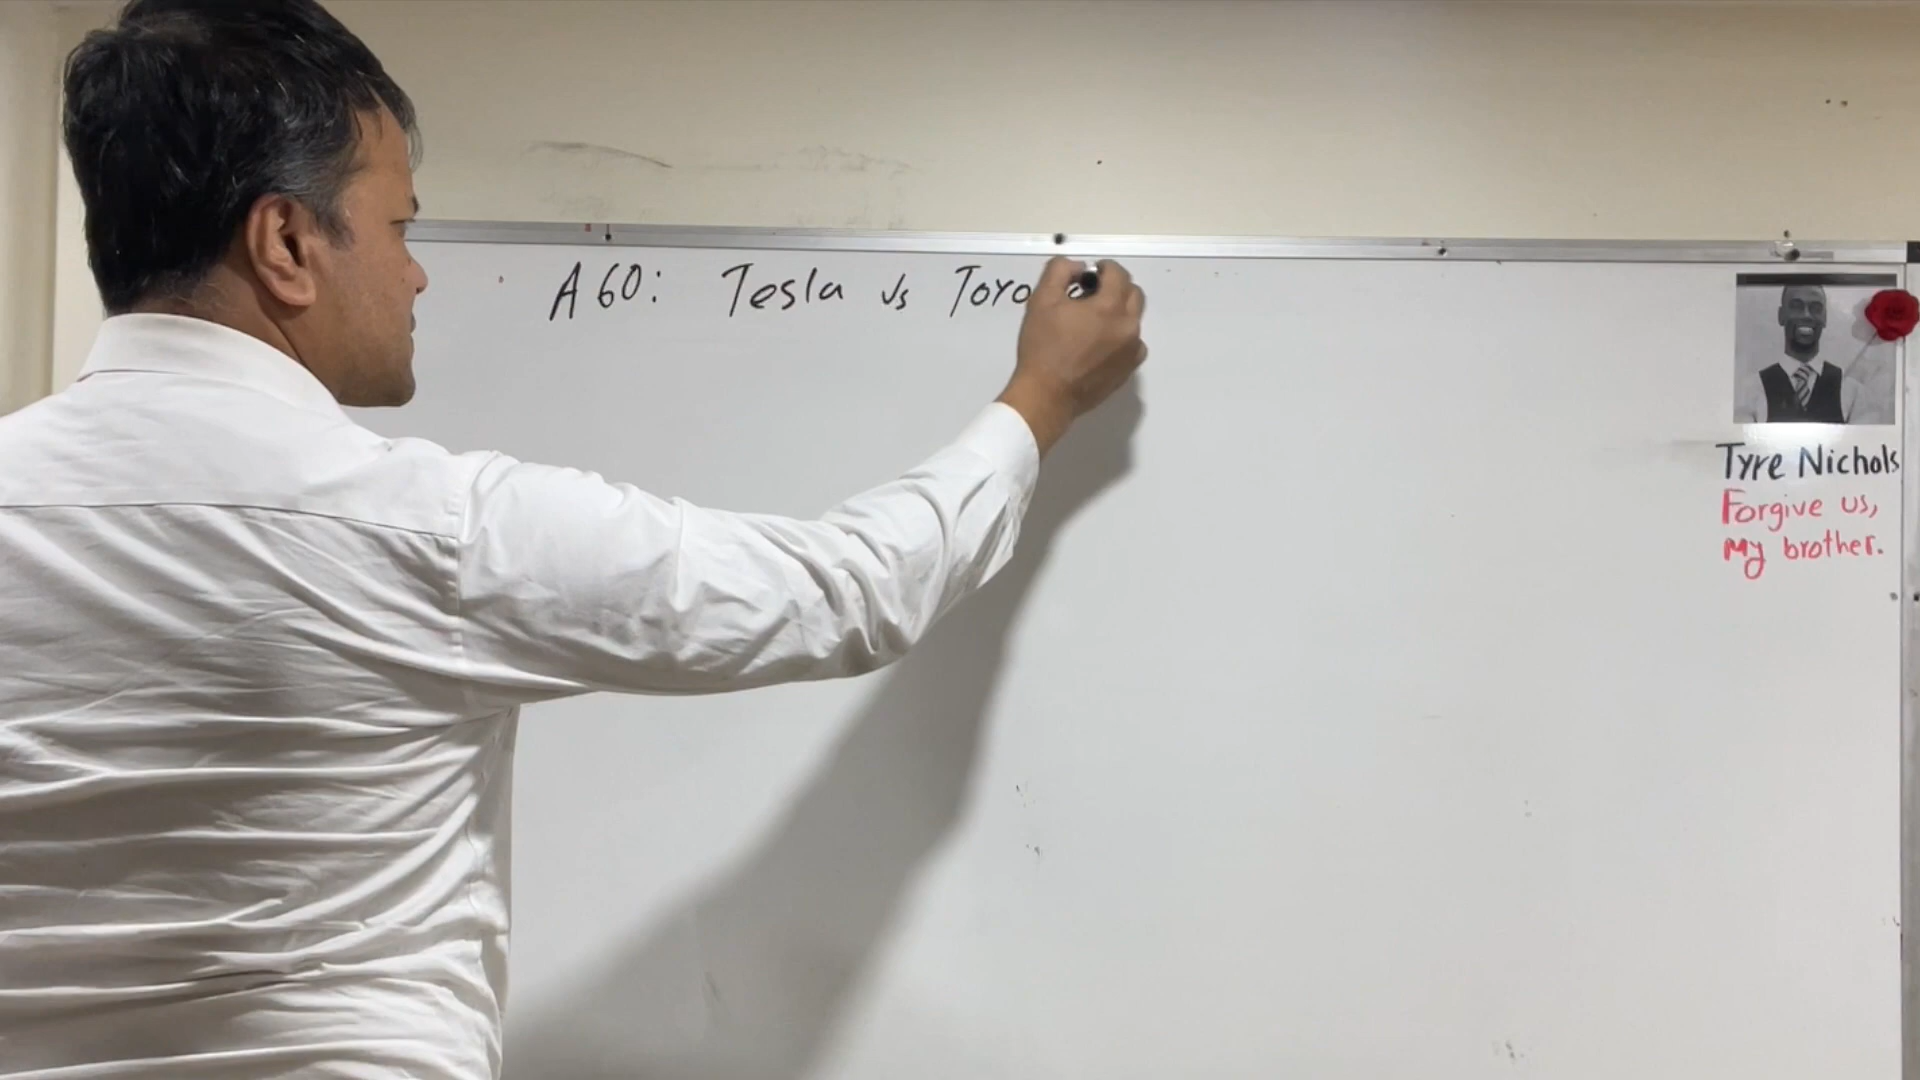 A60: Tesla vs Toyo
Tyre Nichols
Forgive us,
My brother.